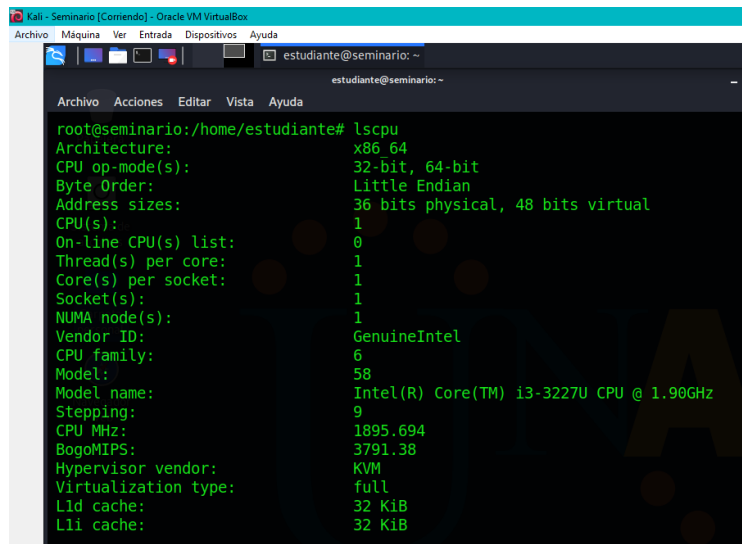 Kali - Seminario [Corriendo] - Oracle VM VirtualBox
Archivo Máquina Ver Entrada Dispositivos Ayuda
estudiante@seminario: ~
estudiante@seminario: ~
Archivo Acciones Editar Vista Ayuda
root@seminario:/home/estudiante# lscpu
Architecture: x86_64
CPU op-mode(s): 32-bit, 64-bit
Byte Order: Little Endian
Address sizes: 36 bits physical, 48 bits virtual
CPU(s): 1
On-line CPU(s) list: 0
Thread(s) per core: 1
Core(s) per socket: 1
Socket(s): 1
NUMA node(s): 1
Vendor ID: GenuineIntel
CPU family: 6
Model: 58
Model name: Intel(R) Core(TM) i3-3227U CPU @ 1.90GHz
Stepping: 9
CPU MHz: 1895.694
BogoMIPS: 3791.38
Hypervisor vendor: KVM
Virtualization type: full
L1d cache: 32 KiB
L1i cache: 32 KiB